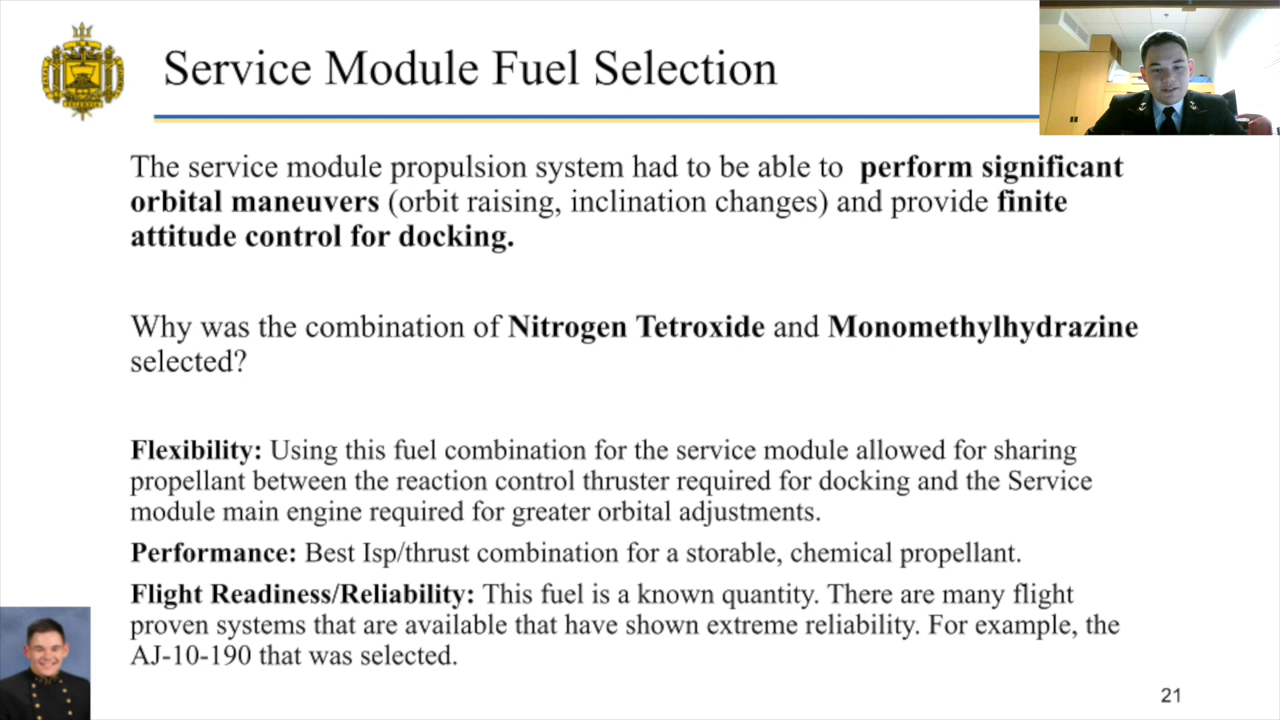 Service Module Fuel Selection
The service module propulsion system had to be able to perform significant
orbital maneuvers (orbit raising, inclination changes) and provide finite
attitude control for docking.
Why was the combination of Nitrogen Tetroxide and Monomethylhydrazine
selected?
Flexibility: Using this fuel combination for the service module allowed for sharing
propellant between the reaction control thruster required for docking and the Service
module main engine required for greater orbital adjustments.
Performance: Best Isp/thrust combination for a storable, chemical propellant.
Flight Readiness/Reliability: This fuel is a known quantity. There are many flight
proven systems that are available that have shown extreme reliability. For example, the
AJ-10-190 that was selected.
21